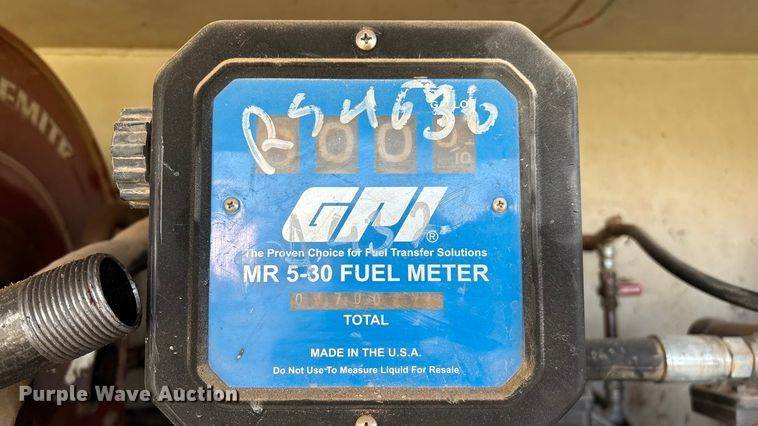 EMITE
GPI®
The Proven Choice for Fuel Transfer Solutions
MR 5-30 FUEL METER
TOTAL
MADE IN THE U.S.A.
Do Not Use To Measure Liquid For Resale
Purple Wave Auction